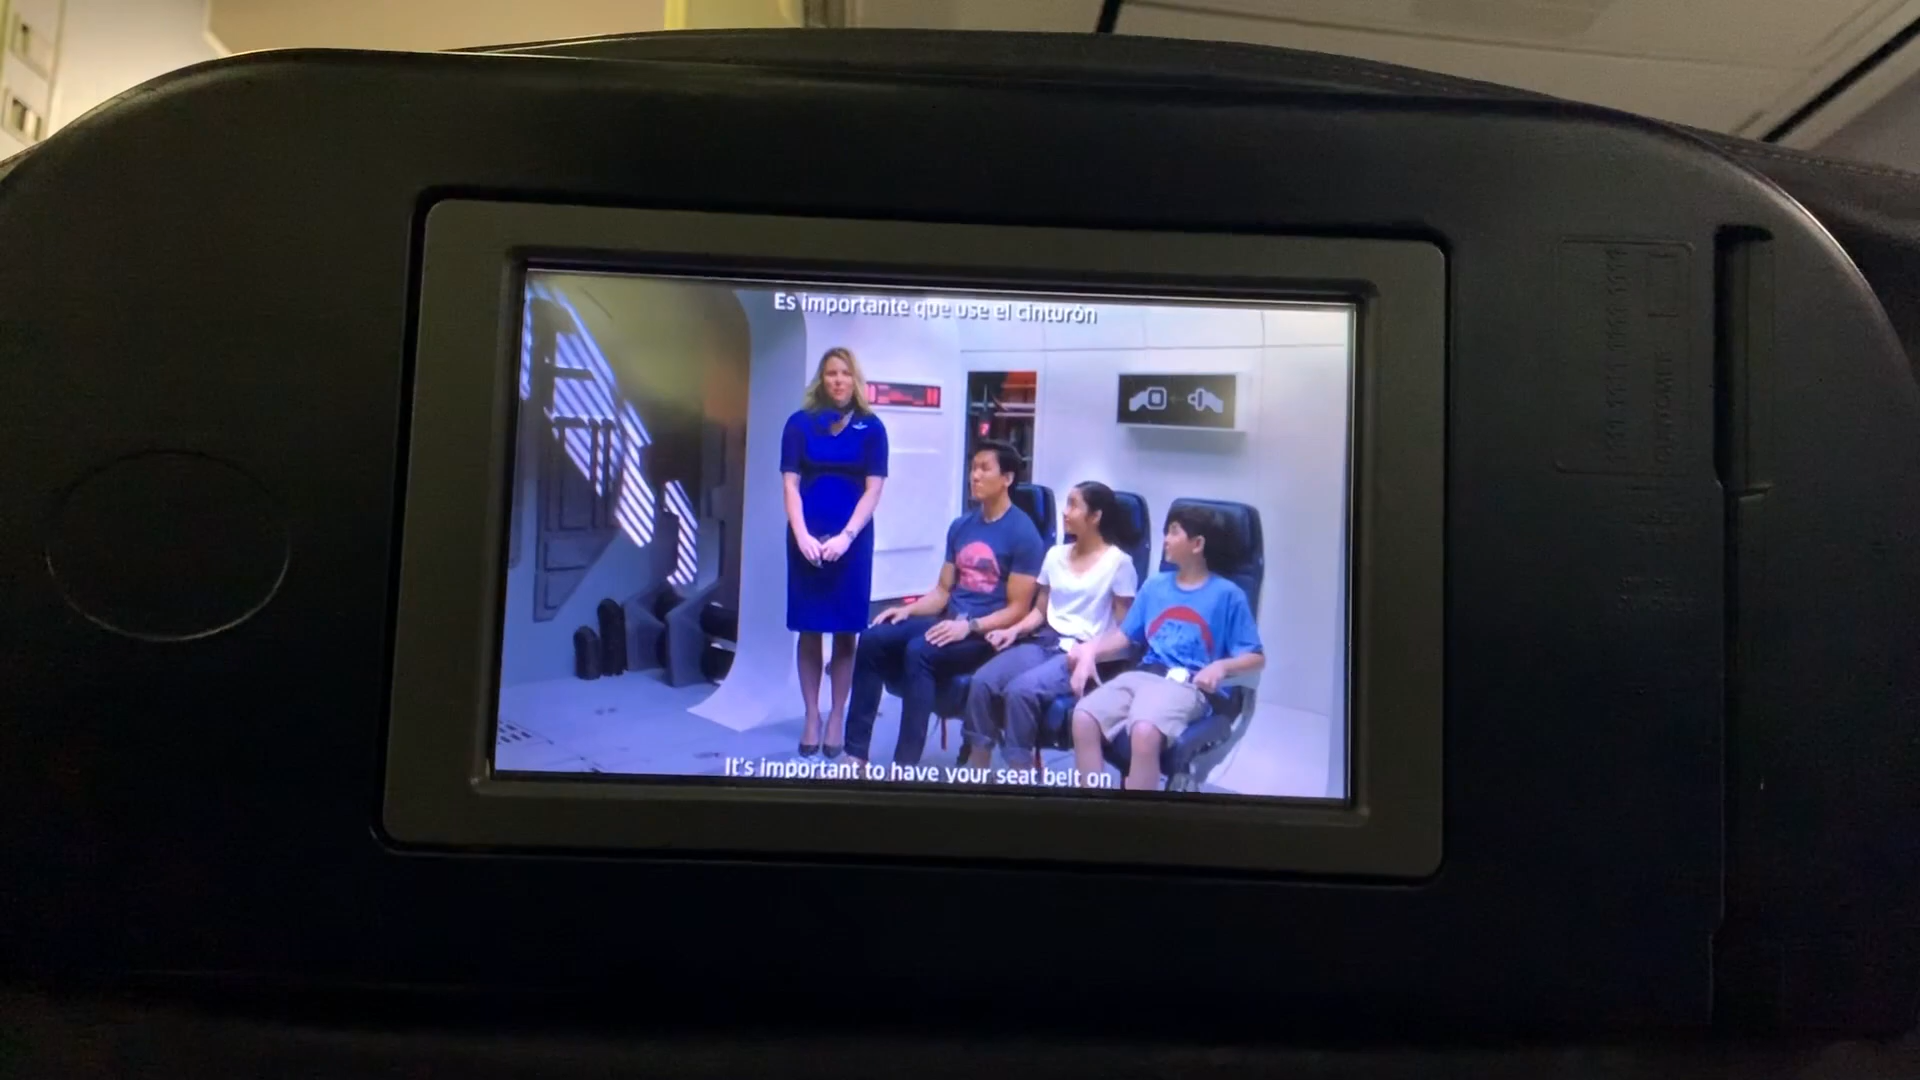 Es importante que use el cinturón
It's important to have your seat belt on